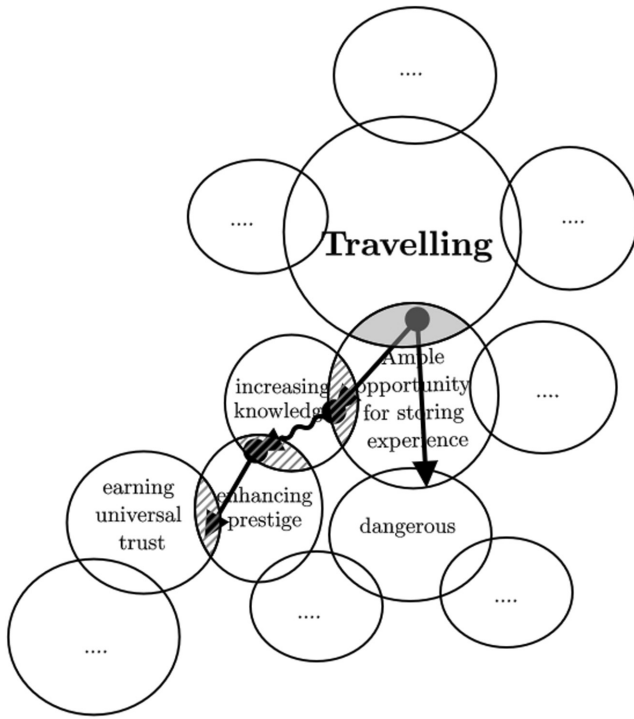 ....
....
....
Travelling
Ample
opportunity
for storing
experience
....
increasing
knowledge
enhancing
prestige
earning
universal
trust
dangerous
....
....
....